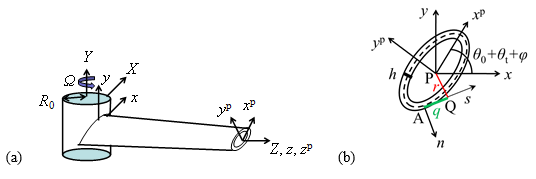 Y
X
Ω
y
R₀
x
yᵖ
xᵖ
Z, z, zᵖ
(a)
y
xᵖ
yᵖ
θ₀+θₜ+φ
h
P
x
r
s
Q
q
A
n
(b)